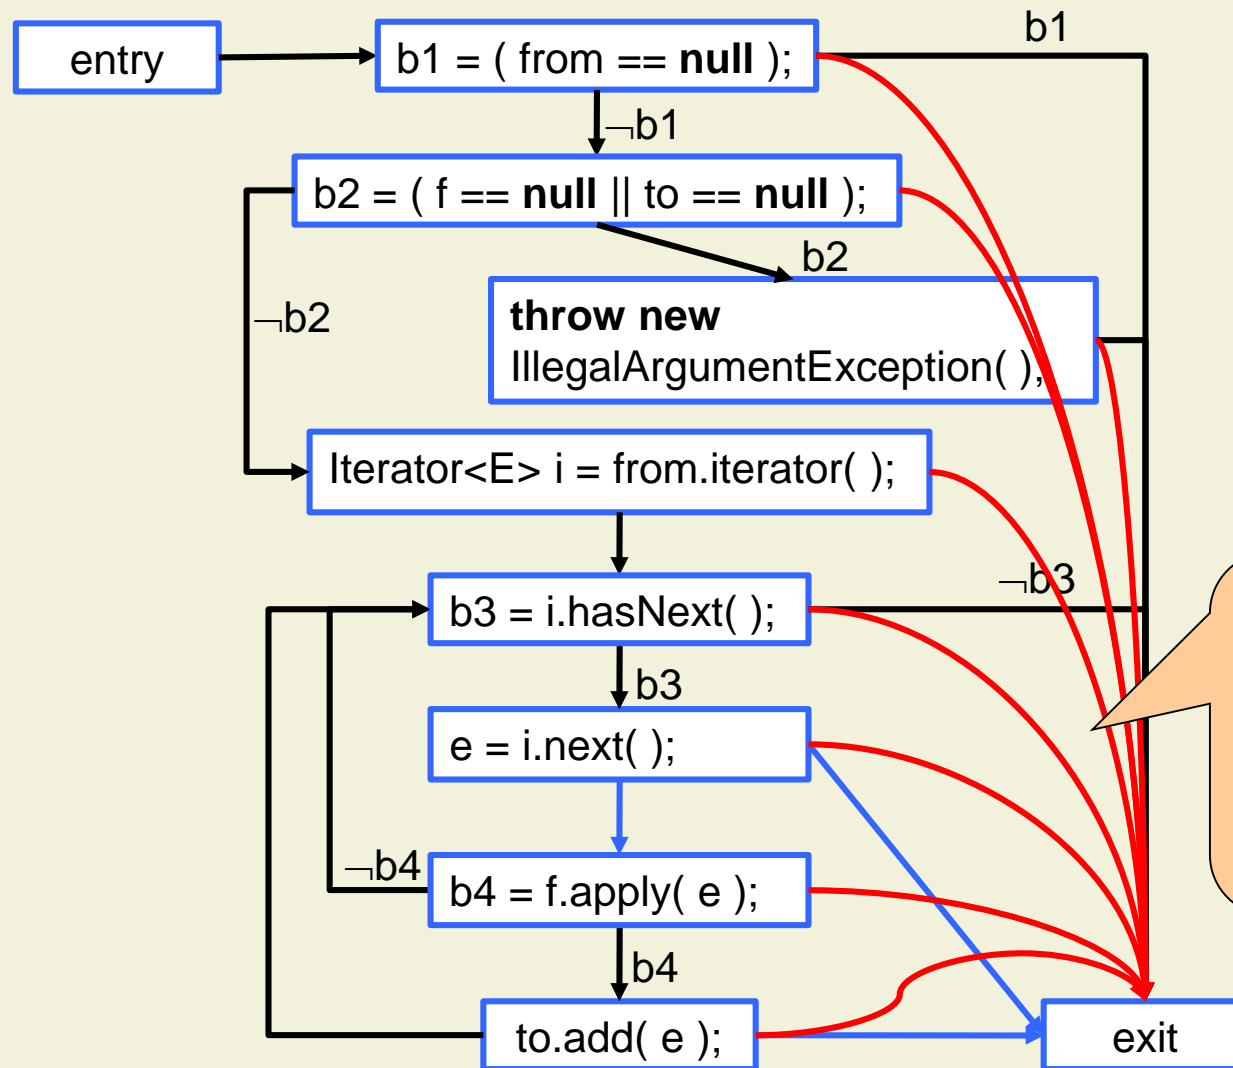 entry
b1 = ( from == null );
b1
¬b1
b2 = ( f == null || to == null );
b2
¬b2
throw new
IllegalArgumentException( );
Iterator<E> i = from.iterator( );
b3 = i.hasNext( );
¬b3
b3
e = i.next( );
¬b4
b4 = f.apply( e );
b4
to.add( e );
exit